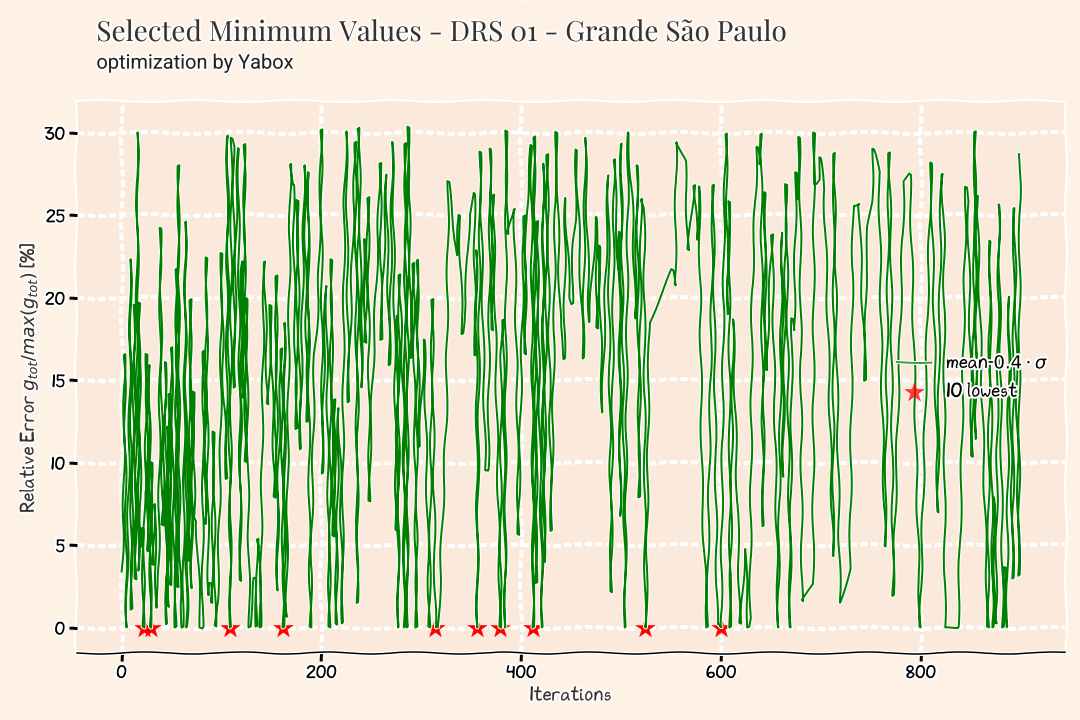 Selected Minimum Values - DRS 01 - Grande São Paulo
optimization by Yabox
30
25
20
15
10
5
0
Relative Error g_tot/max(g_tot) [%]
mean-0.4·σ
10 lowest
0 200 400 600 800
Iterations